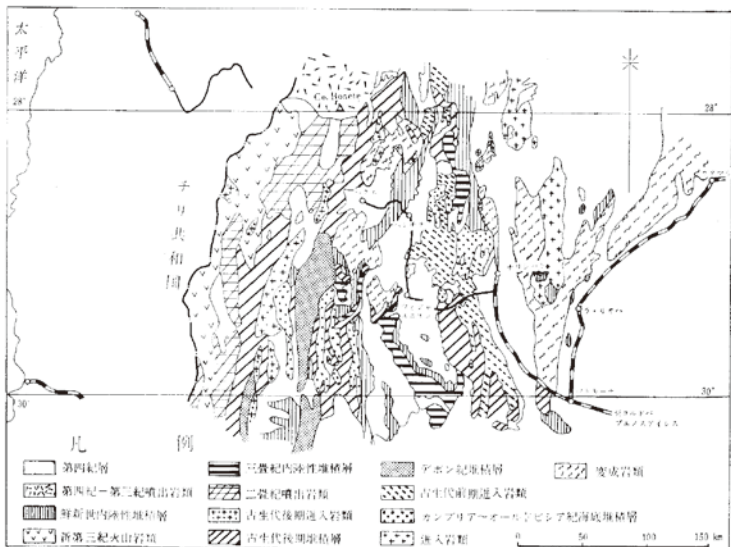 太平洋
Co. Bonete
28°
28°
チリ共和国
30°
30°
凡例
第四紀層
第四紀−第三紀噴出岩類
鮮新世内陸性堆積層
新第三紀火山岩類
三畳紀内陸性堆積層
二畳紀噴出岩類
古生代後期迸入岩類
古生代後期堆積層
デボン紀堆積層
古生代前期迸入岩類
カンブリア〜オールドビシア紀海底堆積層
迸入岩類
変成岩類
0 50 100 150 km